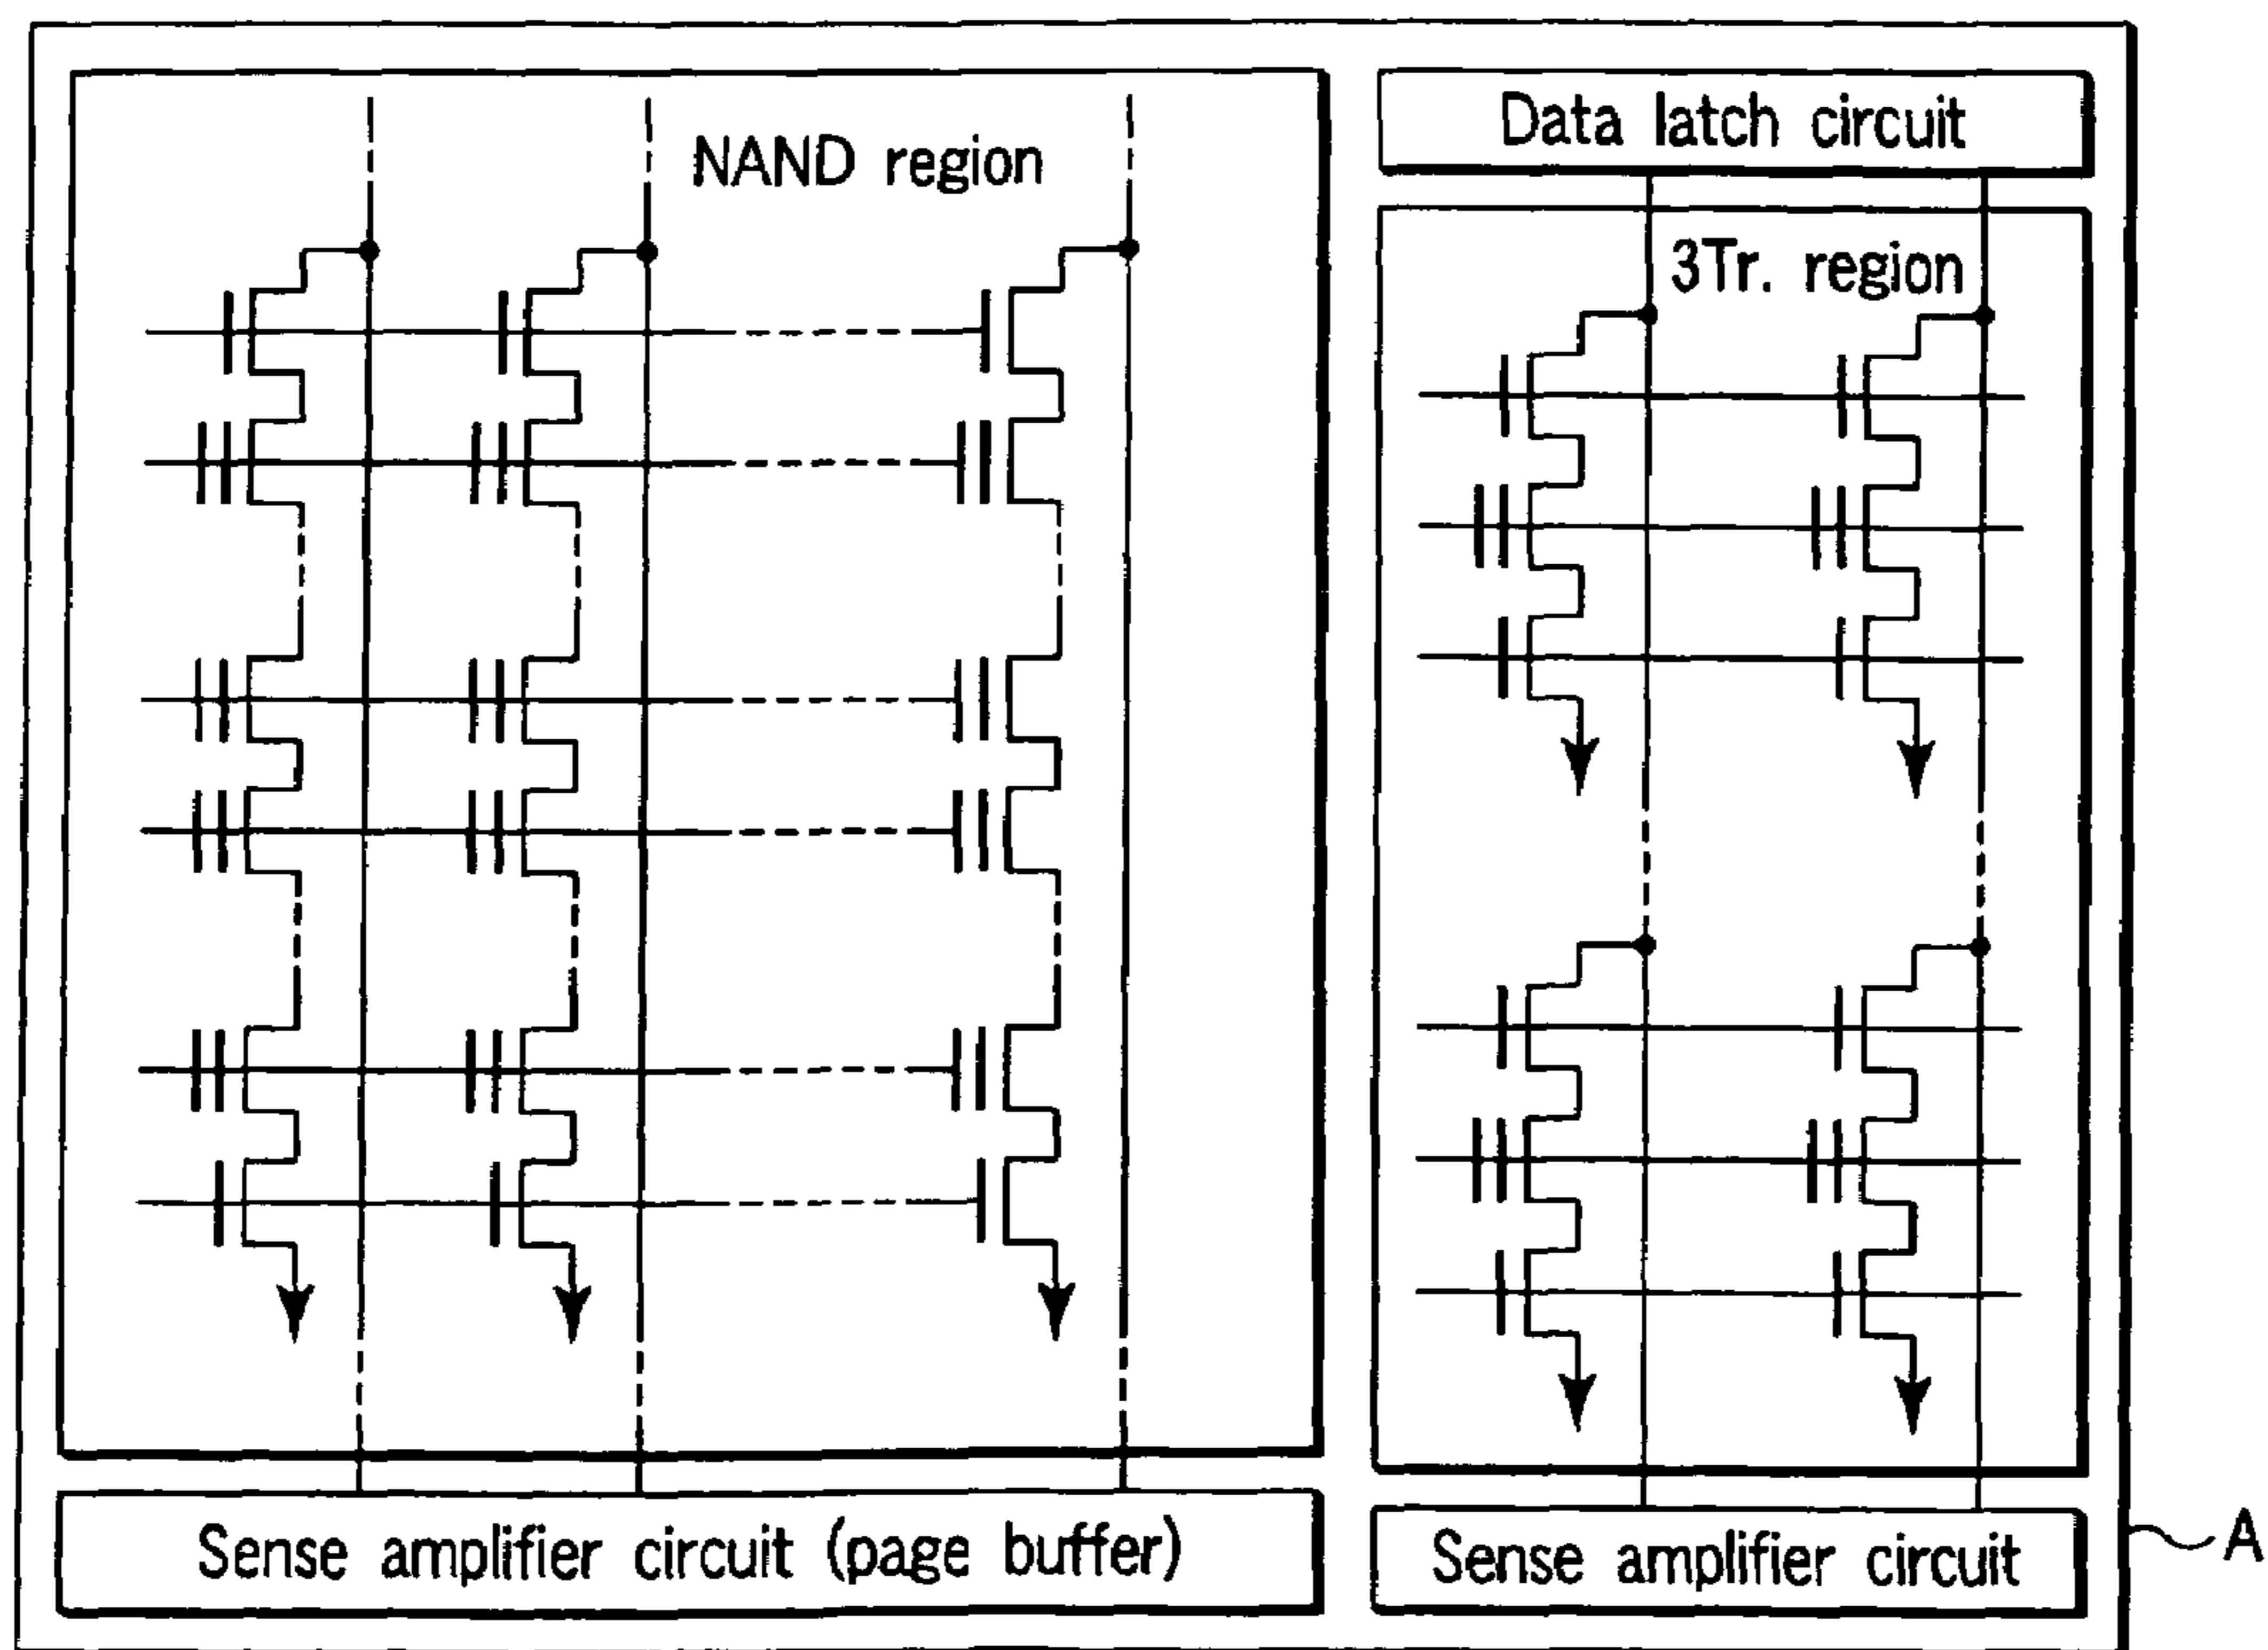 NAND region
Data latch circuit
3Tr. region
Sense amplifier circuit (page buffer)
Sense amplifier circuit
A